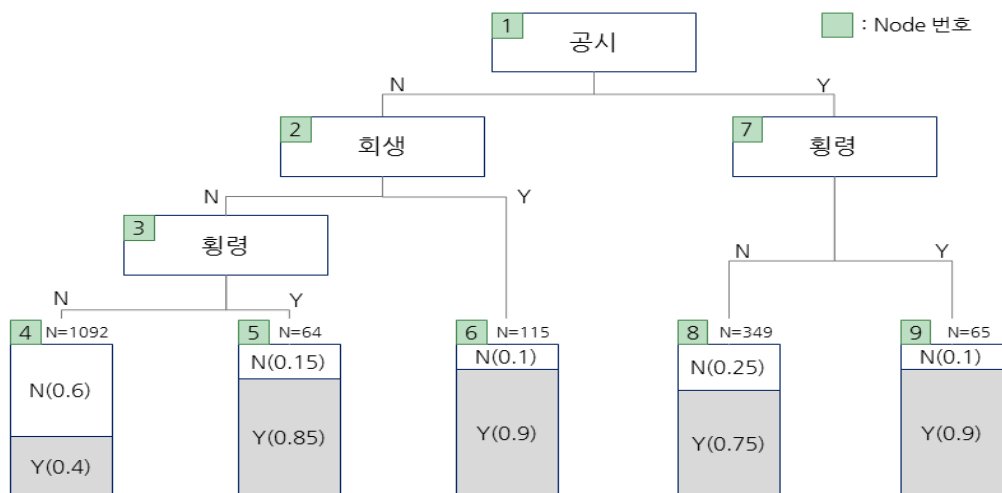 1
공시
: Node 번호
N
Y
2
회생
7
횡령
N
Y
3
횡령
N
Y
N
Y
4
N=1092
5
N=64
6
N=115
8
N=349
9
N=65
N(0.6)
N(0.15)
N(0.1)
N(0.25)
N(0.1)
Y(0.4)
Y(0.85)
Y(0.9)
Y(0.75)
Y(0.9)